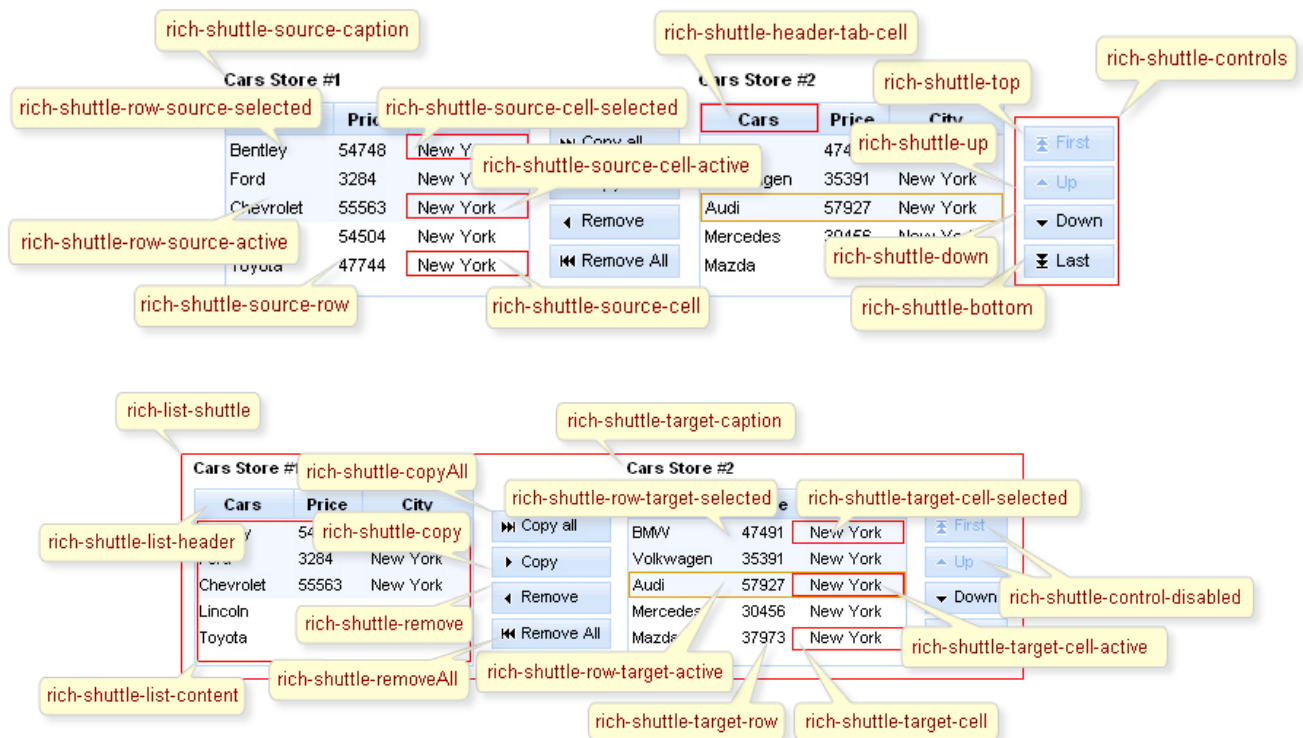 rich-shuttle-source-caption
rich-shuttle-header-tab-cell
rich-shuttle-controls
Cars Store #1
Cars Store #2
rich-shuttle-top
rich-shuttle-row-source-selected
rich-shuttle-source-cell-selected
Cars Price City
Bentley 54748 New Y
Copy all
rich-shuttle-up
First
rich-shuttle-source-cell-active
Ford 3284 New Y
35391 New York
Up
Chevrolet 55563 New York
Remove
Audi 57927 New York
Down
rich-shuttle-row-source-active
54504 New York
Mercedes 30456 New York
rich-shuttle-down
Toyota 47744 New York
Remove All
Mazda
Last
rich-shuttle-source-row
rich-shuttle-source-cell
rich-shuttle-bottom
rich-list-shuttle
rich-shuttle-target-caption
Cars Store #1
Cars Store #2
rich-shuttle-copyAll
rich-shuttle-row-target-selected
rich-shuttle-target-cell-selected
Cars Price City
Copy all
BMW 47491 New York
First
rich-shuttle-list-header
rich-shuttle-copy
3284 New York
Copy
Volkwagen 35391 New York
Up
Chevrolet 55563 New York
Remove
Audi 57927 New York
Down
rich-shuttle-control-disabled
Lincoln
rich-shuttle-remove
Mercedes 30456 New York
Toyota
Remove All
Mazda 37973 New York
rich-shuttle-target-cell-active
rich-shuttle-list-content
rich-shuttle-removeAll
rich-shuttle-row-target-active
rich-shuttle-target-row
rich-shuttle-target-cell